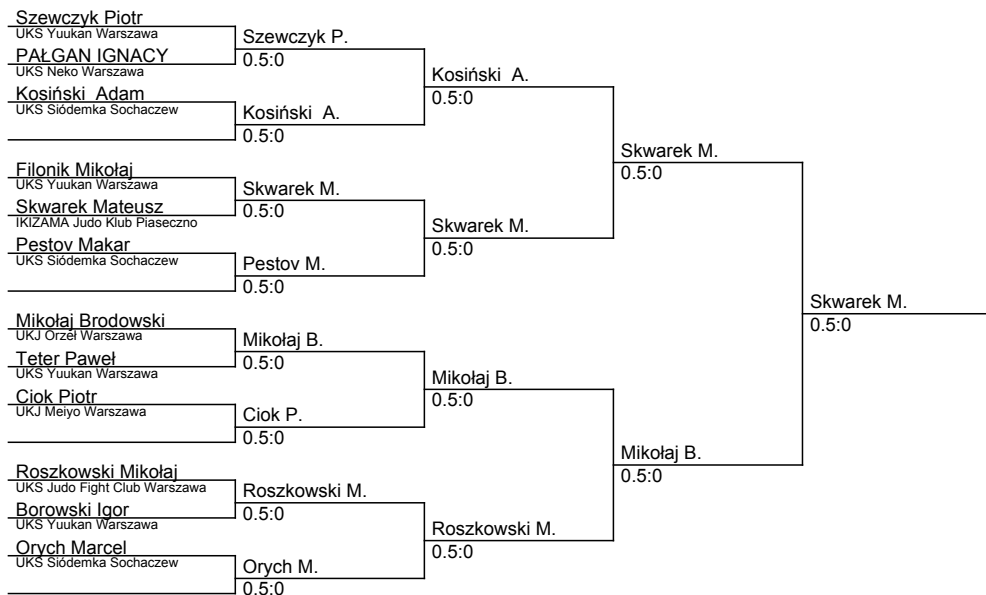 Szewczyk Piotr
UKS Yuukan Warszawa
PAŁGAN IGNACY
UKS Neko Warszawa
Kosiński  Adam
UKS Siódemka Sochaczew
Filonik Mikołaj
UKS Yuukan Warszawa
Skwarek Mateusz
IKIZAMA Judo Klub Piaseczno
Pestov Makar
UKS Siódemka Sochaczew
Mikołaj Brodowski
UKJ Orzeł Warszawa
Teter Paweł
UKS Yuukan Warszawa
Ciok Piotr
UKJ Meiyo Warszawa
Roszkowski Mikołaj
UKS Judo Fight Club Warszawa
Borowski Igor
UKS Yuukan Warszawa
Orych Marcel
UKS Siódemka Sochaczew
Szewczyk P.
0.5:0
Kosiński  A.
0.5:0
Skwarek M.
0.5:0
Pestov M.
0.5:0
Mikołaj B.
0.5:0
Ciok P.
0.5:0
Roszkowski M.
0.5:0
Orych M.
0.5:0
Kosiński  A.
0.5:0
Skwarek M.
0.5:0
Mikołaj B.
0.5:0
Roszkowski M.
0.5:0
Skwarek M.
0.5:0
Mikołaj B.
0.5:0
Skwarek M.
0.5:0